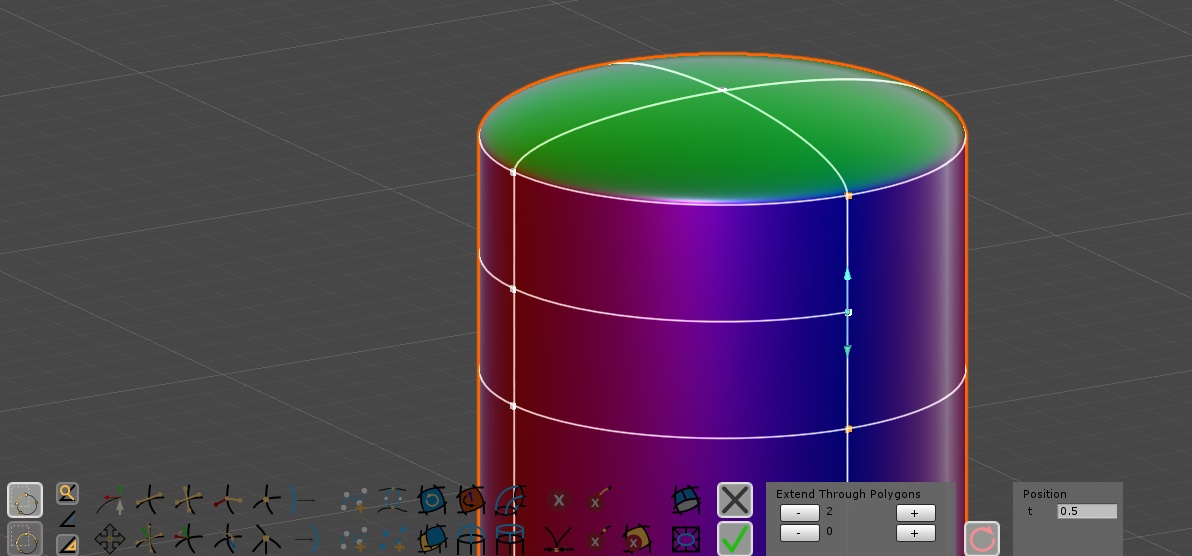 Extend Through Polygons
- 2 +
- 0 +
Position
t 0.5